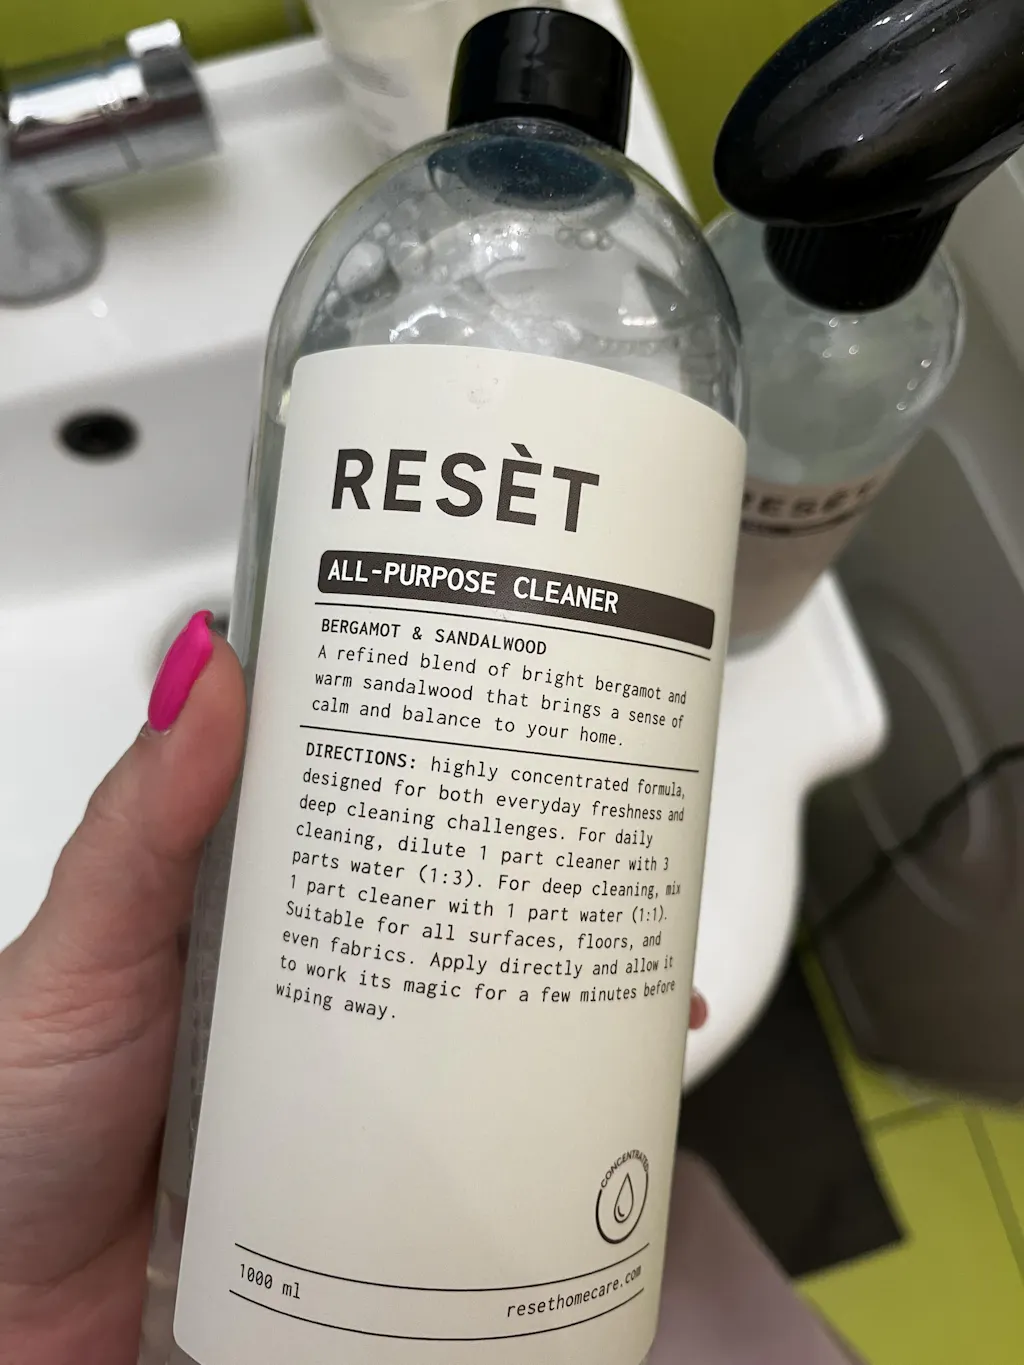 RESÈT
ALL-PURPOSE CLEANER
BERGAMOT & SANDALWOOD
A refined blend of bright bergamot and
warm sandalwood that brings a sense of
calm and balance to your home.
DIRECTIONS: highly concentrated formula,
designed for both everyday freshness and
deep cleaning challenges. For daily
cleaning, dilute 1 part cleaner with 3
parts water (1:3). For deep cleaning, mix
1 part cleaner with 1 part water (1:1).
Suitable for all surfaces, floors, and
even fabrics. Apply directly and allow it
to work its magic for a few minutes before
wiping away.
CONCENTRATED
1000 ml
resethomecare.com
RESÈT